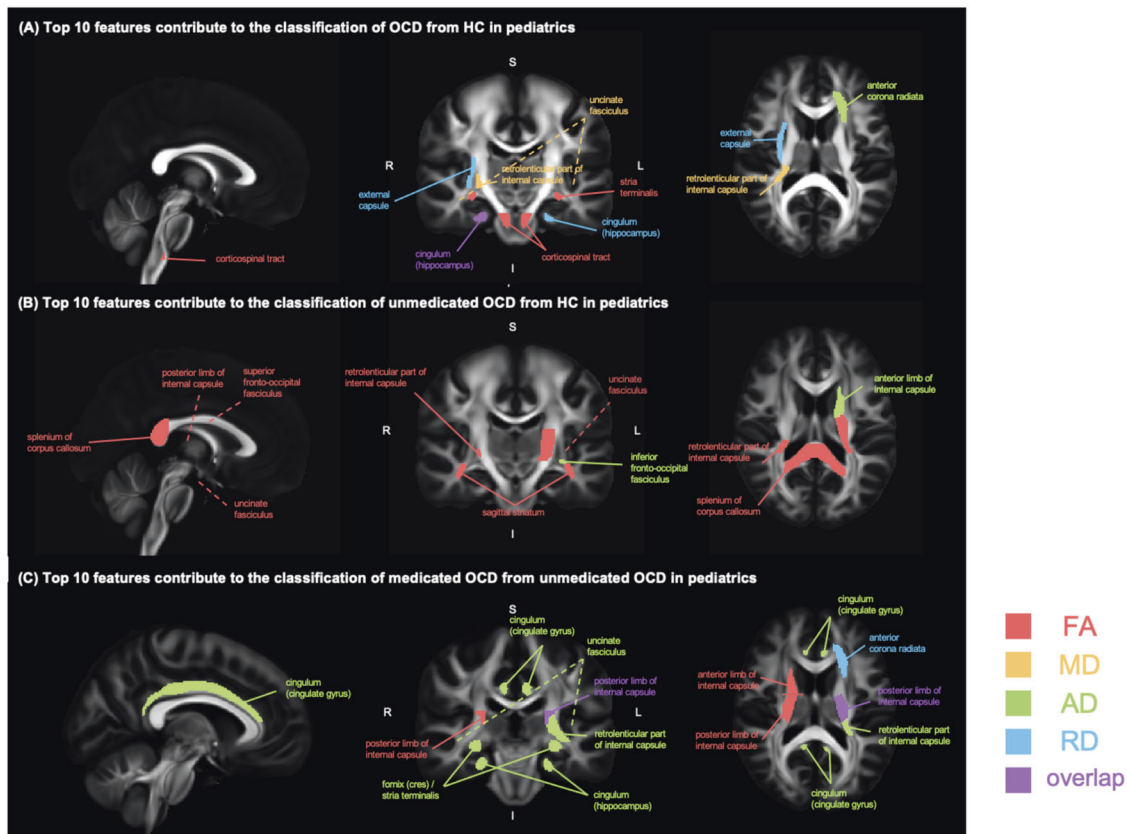 (A) Top 10 features contribute to the classification of OCD from HC in pediatrics
S
uncinate
fasciculus
anterior
corona radiata
external
capsule
R
L
retrolenticular part of
internal capsule
retrolenticular part of
internal capsule
stria
terminalis
external
capsule
cingulum
(hippocampus)
cingulum
(hippocampus)
corticospinal tract
corticospinal tract
I
(B) Top 10 features contribute to the classification of unmedicated OCD from HC in pediatrics
S
posterior limb of
internal capsule
superior
fronto-occipital
fasciculus
retrolenticular part of
internal capsule
uncinate
fasciculus
anterior limb of
internal capsule
splenium of
corpus callosum
R
L
inferior
fronto-occipital
fasciculus
retrolenticular part of
internal capsule
splenium of
corpus callosum
uncinate
fasciculus
sagittal striatum
I
(C) Top 10 features contribute to the classification of medicated OCD from unmedicated OCD in pediatrics
S
cingulum
(cingulate gyrus)
uncinate
fasciculus
cingulum
(cingulate gyrus)
anterior
corona radiata
cingulum
(cingulate gyrus)
posterior limb of
internal capsule
anterior limb of
internal capsule
posterior limb of
internal capsule
R
L
posterior limb of
internal capsule
retrolenticular part
of internal capsule
posterior limb of
internal capsule
retrolenticular part
of internal capsule
fornix (cres) /
stria terminalis
cingulum
(hippocampus)
cingulum
(cingulate gyrus)
I
FA
MD
AD
RD
overlap